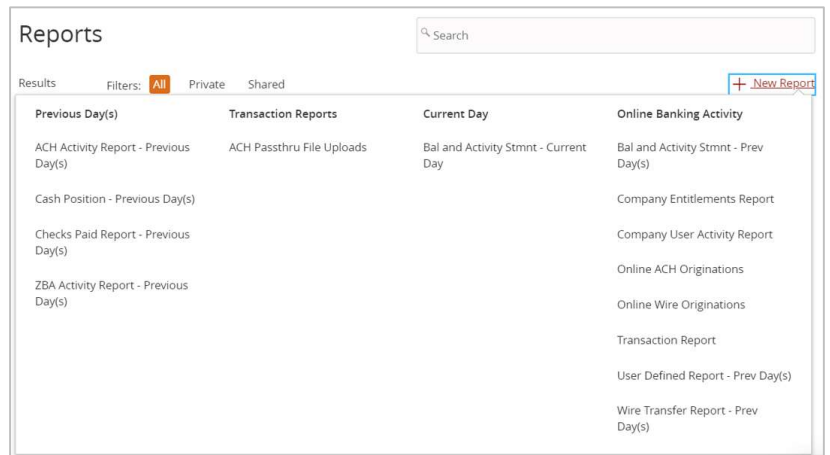 Reports
Search
Results Filters: All Private Shared
+ New Report
Previous Day(s)
ACH Activity Report - Previous
Day(s)
Cash Position - Previous Day(s)
Checks Paid Report - Previous
Day(s)
ZBA Activity Report - Previous
Day(s)
Transaction Reports
ACH Passthru File Uploads
Current Day
Bal and Activity Stmnt - Current
Day
Online Banking Activity
Bal and Activity Stmnt - Prev
Day(s)
Company Entitlements Report
Company User Activity Report
Online ACH Originations
Online Wire Originations
Transaction Report
User Defined Report - Prev Day(s)
Wire Transfer Report - Prev
Day(s)